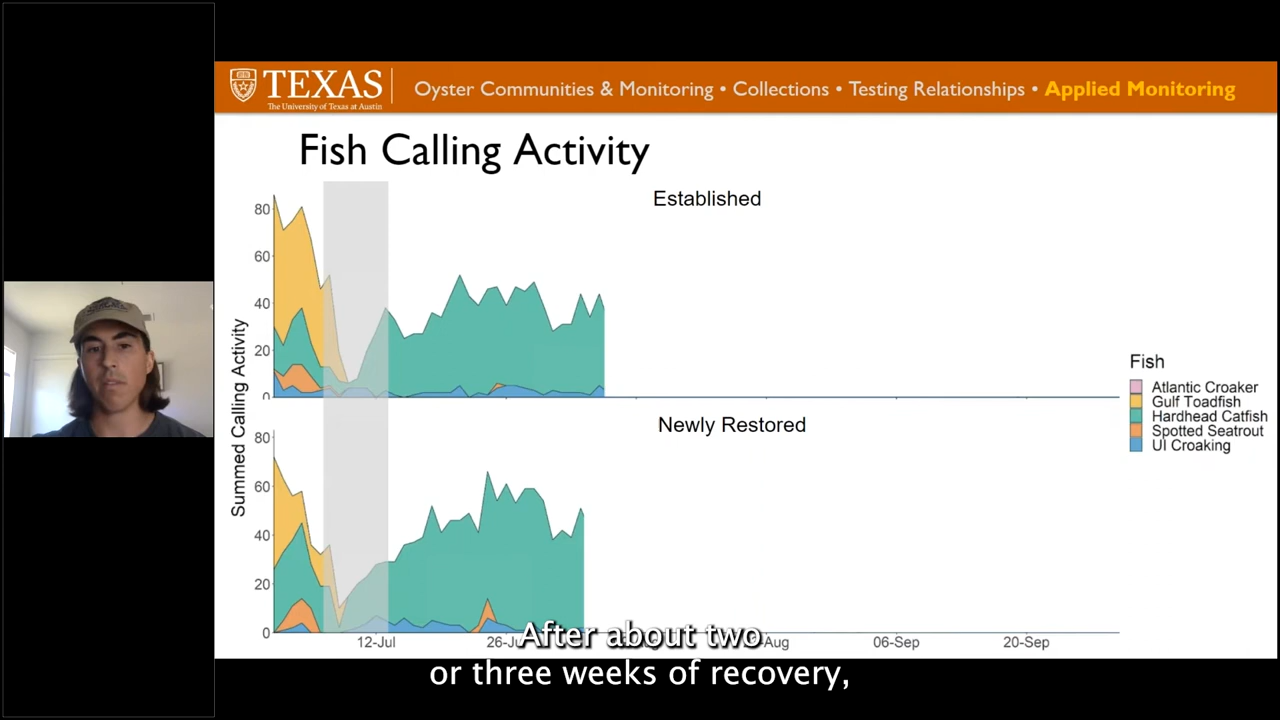 TEXAS
The University of Texas at Austin
Oyster Communities & Monitoring • Collections • Testing Relationships • Applied Monitoring
Fish Calling Activity
Established
Summed Calling Activity
80
60
40
20
0
Newly Restored
80
60
40
20
0
12-Jul
06-Sep
20-Sep
Fish
Atlantic Croaker
Gulf Toadfish
Hardhead Catfish
Spotted Seatrout
UI Croaking
After about two
or three weeks of recovery,